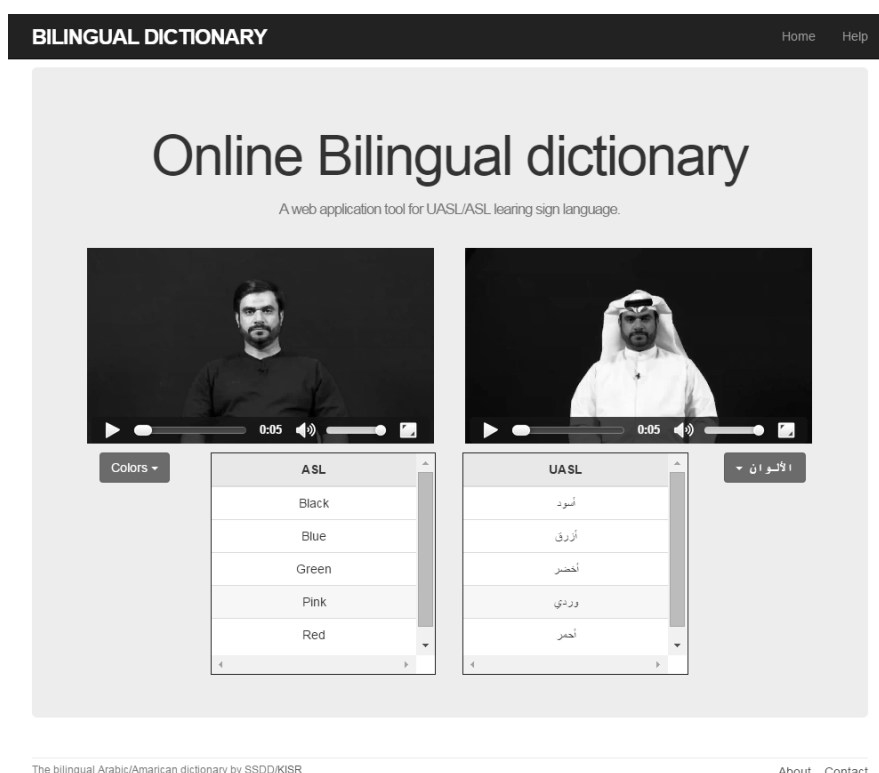 BILINGUAL DICTIONARY Home Help
Online Bilingual dictionary
A web application tool for UASL/ASL learing sign language.
0:05 0:05
Colors ASL UASL الألوان
Black أسود
Blue أزرق
Green أخضر
Pink وردي
Red أحمر
The bilingual Arabic/Amarican dictionary by SSDD/KISR
About Contact